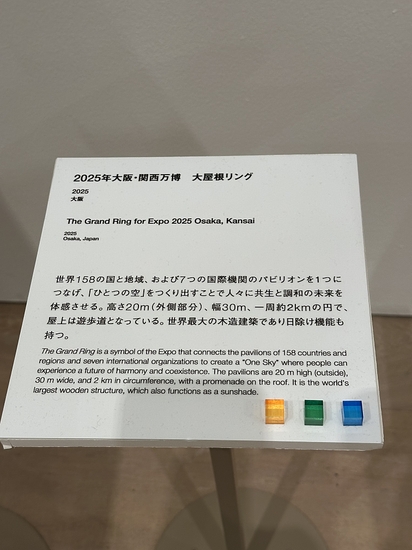 2025年大阪・関西万博　大屋根リング
2025
大阪
The Grand Ring for Expo 2025 Osaka, Kansai
2025
Osaka, Japan
世界158の国と地域、および7つの国際機関のパビリオンを1つに
つなげ、「ひとつの空」をつくり出すことで人々に共生と調和の未来を
体感させる。高さ20m（外側部分）、幅30m、一周約2kmの円で、
屋上は遊歩道となっている。世界最大の木造建築であり日除け機能も
持つ。
The Grand Ring is a symbol of the Expo that connects the pavilions of 158 countries and
regions and seven international organizations to create a "One Sky" where people can
experience a future of harmony and coexistence. The pavilions are 20 m high (outside),
30 m wide, and 2 km in circumference, with a promenade on the roof. It is the world's
largest wooden structure, which also functions as a sunshade.